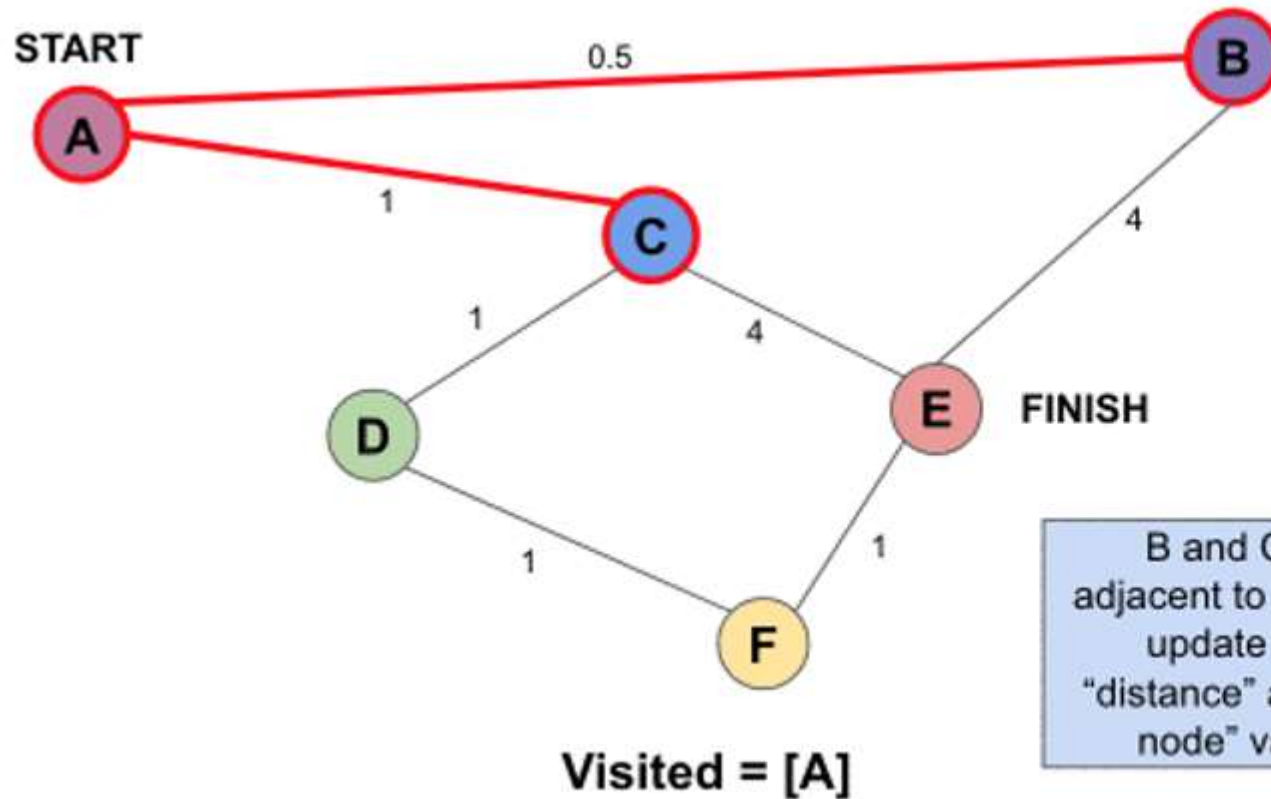 START
0.5
B
A
1
C
4
1
4
D
E
FINISH
1
1
B and
adjacent to
update
“distance”
node”
F
Visited = [A]